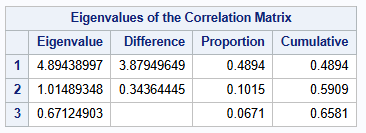 Eigenvalues of the Correlation Matrix
Eigenvalue Difference Proportion Cumulative
1 4.89438997 3.87949649 0.4894 0.4894
2 1.01489348 0.34364445 0.1015 0.5909
3 0.67124903 0.0671 0.6581